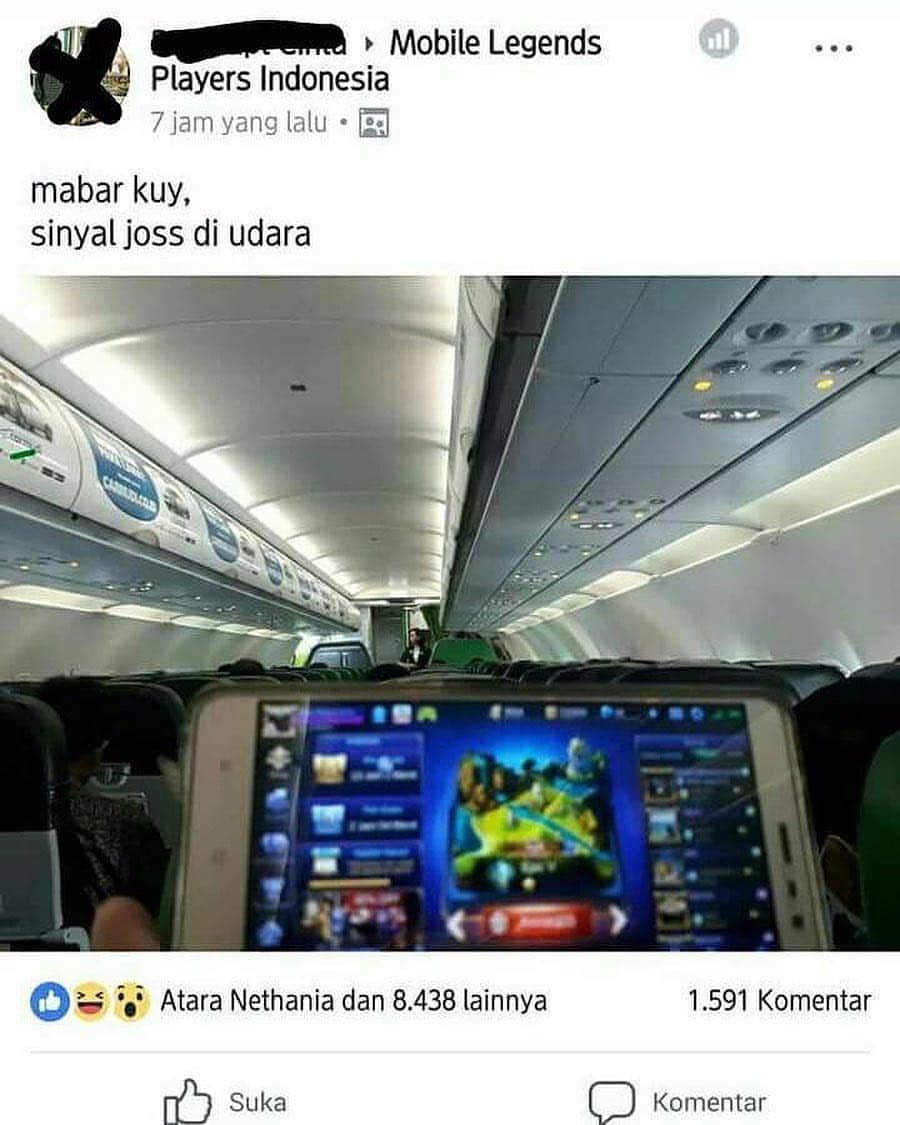 Mobile Legends
Players Indonesia
7 jam yang lalu
mabar kuy,
sinyal joss di udara
Atara Nethania dan 8.438 lainnya
1.591 Komentar
Suka
Komentar